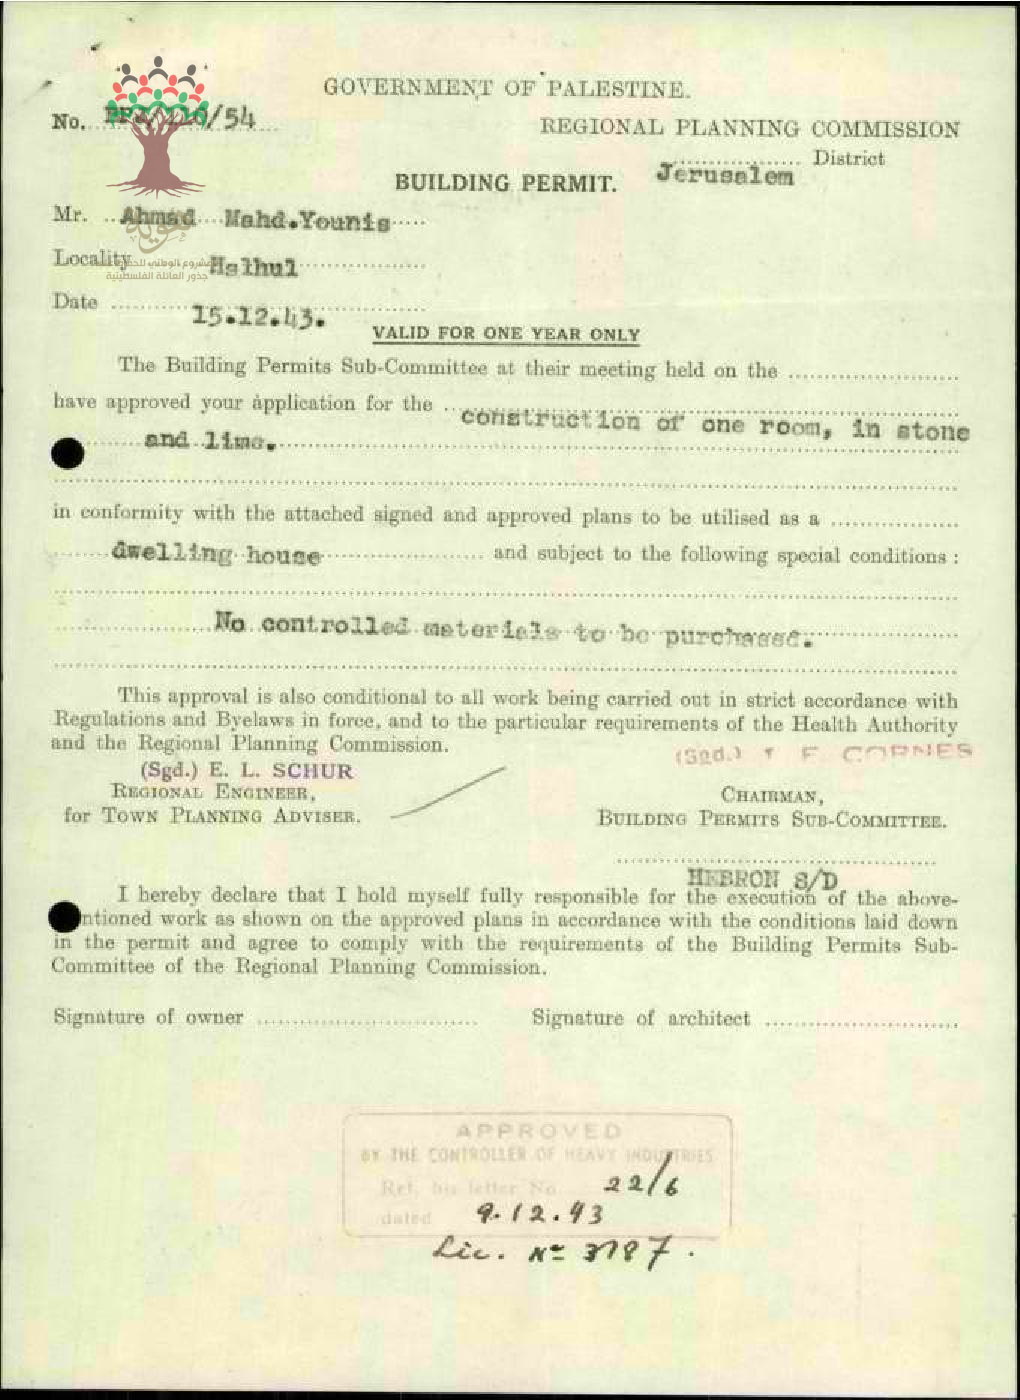 GOVERNMENT OF PALESTINE.
No. /54
REGIONAL PLANNING COMMISSION
Jerusalem District
BUILDING PERMIT.
Mr. Ahmad Mahd.Younis
هوية
Locality Halhul
المشروع الوطني
جذور العائلة الفلسطينية
Date 15.12.43.
VALID FOR ONE YEAR ONLY
The Building Permits Sub-Committee at their meeting held on the
have approved your application for the construction of one room, in stone
and lime.
in conformity with the attached signed and approved plans to be utilised as a
dwelling house and subject to the following special conditions :
No controlled materials to be purchased.
This approval is also conditional to all work being carried out in strict accordance with
Regulations and Byelaws in force, and to the particular requirements of the Health Authority
and the Regional Planning Commission.
(Sgd.) E. L. SCHUR
REGIONAL ENGINEER,
for TOWN PLANNING ADVISER.
(Sgd.) F. CORNES
CHAIRMAN,
BUILDING PERMITS SUB-COMMITTEE.
HEBRON S/D
I hereby declare that I hold myself fully responsible for the execution of the above-
ntioned work as shown on the approved plans in accordance with the conditions laid down
in the permit and agree to comply with the requirements of the Building Permits Sub-
Committee of the Regional Planning Commission.
Signature of owner
Signature of architect
APPROVED
BY THE CONTROLLER OF HEAVY INDUSTRIES
Ref. his letter No 22/6
dated 9.12.43
Lic. No 3787.